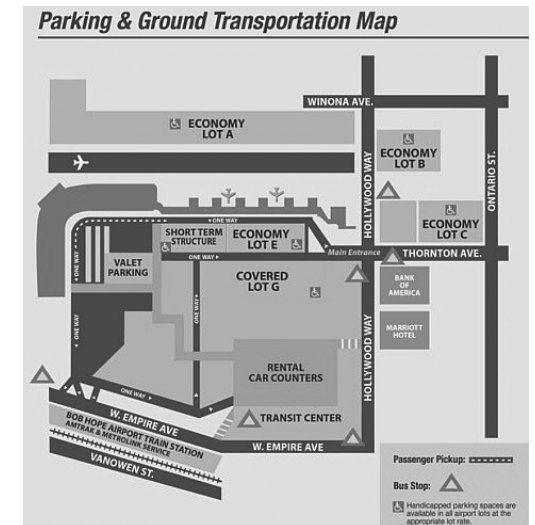 Parking & Ground Transportation Map
WINONA AVE.
ECONOMY
LOT A
ECONOMY
LOT B
HOLLYWOOD WAY
ONTARIO ST.
ONE WAY
SHORT TERM
STRUCTURE
ECONOMY
LOT E
ECONOMY
LOT C
ONE WAY
Main Entrance
THORNTON AVE.
ONE WAY
VALET
PARKING
COVERED
LOT G
BANK
OF
AMERICA
ONE WAY
ONE WAY
MARRIOTT
HOTEL
HOLLYWOOD WAY
RENTAL
CAR COUNTERS
ONE WAY
W. EMPIRE AVE
TRANSIT CENTER
BOB HOPE AIRPORT TRAIN STATION
AMTRAK & METROLINK SERVICE
W. EMPIRE AVE
VANOWEN ST.
Passenger Pickup:
Bus Stop:
Handicapped parking spaces are
available in all airport lots at the
appropriate lot rate.